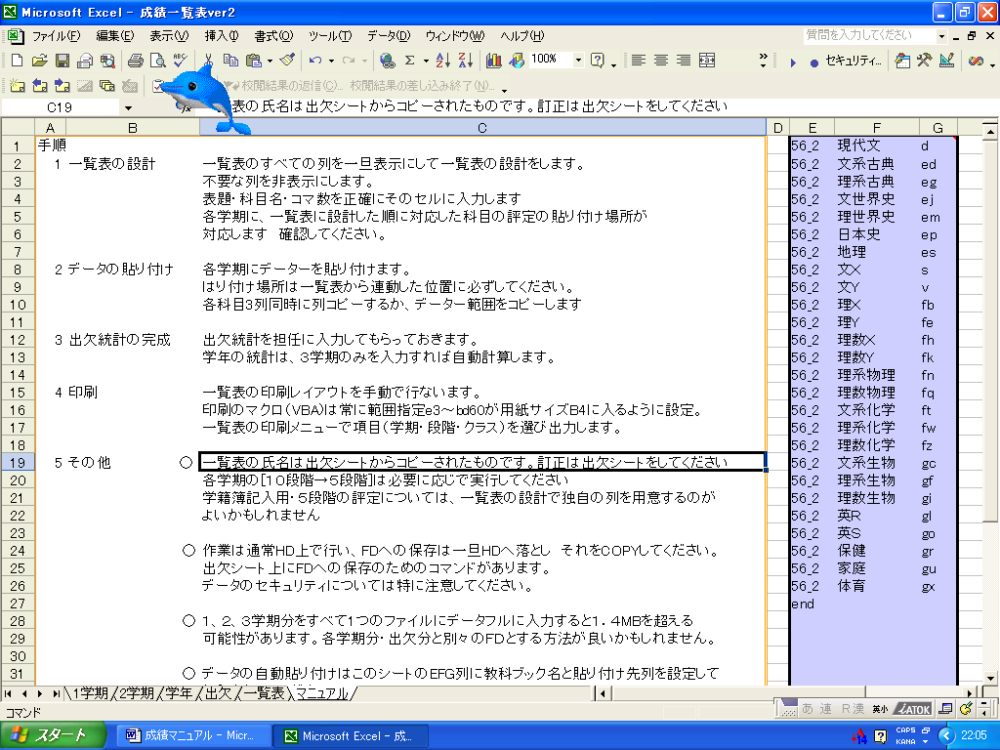 Microsoft Excel - 成績一覧表ver2
ファイル(F) 編集(E) 表示(V) 挿入(I) 書式(O) ツール(T) データ(D) ウィンドウ(W) ヘルプ(H) 質問を入力してください
100% セキュリティ...
校閲結果の返信(C)... 校閲結果の差し込み終了(N)...
C19 表の氏名は出欠シートからコピーされたものです。訂正は出欠シートをしてください
A B C D E F G
1 手順 56_2 現代文 d
2 1 一覧表の設計 一覧表のすべての列を一旦表示にして一覧表の設計をします。 56_2 文系古典 ed
3 不要な列を非表示にします。 56_2 理系古典 eg
4 表題・科目名・コマ数を正確にそのセルに入力します 56_2 文世界史 ej
5 各学期に、一覧表に設計した順に対応した科目の評定の貼り付け場所が 56_2 理世界史 em
6 対応します 確認してください。 56_2 日本史 ep
7 56_2 地理 es
8 2 データの貼り付け 各学期にデーターを貼り付けます。 56_2 文X s
9 はり付け場所は一覧表から連動した位置に必ずしてください。 56_2 文Y v
10 各科目3列同時に列コピーするか、データー範囲をコピーします 56_2 理X fb
11 56_2 理Y fe
12 3 出欠統計の完成 出欠統計を担任に入力してもらっておきます。 56_2 理数X fh
13 学年の統計は、3学期のみを入力すれば自動計算します。 56_2 理数Y fk
14 56_2 理系物理 fn
15 4 印刷 一覧表の印刷レイアウトを手動で行ないます。 56_2 理数物理 fq
16 印刷のマクロ(VBA)は常に範囲指定e3～bd60が用紙サイズB4に入るように設定。 56_2 文系化学 ft
17 一覧表の印刷メニューで項目(学期・段階・クラス)を選び出力します。 56_2 理系化学 fw
18 56_2 理数化学 fz
19 5 その他 ○ 一覧表の氏名は出欠シートからコピーされたものです。訂正は出欠シートをしてください 56_2 文系生物 gc
20 各学期の[10段階→5段階]は必要に応じで実行してください 56_2 理系生物 gf
21 学籍簿記入用・5段階の評定については、一覧表の設計で独自の列を用意するのが 56_2 理数生物 gi
22 よいかもしれません 56_2 英R gl
23 56_2 英S go
24 ○ 作業は通常HD上で行い、FDへの保存は一旦HDへ落とし それをCOPYしてください。 56_2 保健 gr
25 出欠シート上にFDへの保存のためのコマンドがあります。 56_2 家庭 gu
26 データのセキュリティについては特に注意してください。 56_2 体育 gx
27 end
28 ○ 1、2、3学期分をすべて1つのファイルにデータフルに入力すると1.4MBを超える
29 可能性があります。各学期分・出欠分と別々のFDとする方法が良いかもしれません。
30
31 ○ データの自動貼り付けはこのシートのEFG列に教科ブック名と貼り付け先列を設定して
1学期 2学期 学年 出欠 一覧表 マニュアル
コマンド あ 連 R漢 英小 ATOK
スタート 成績マニュアル - Micr... Microsoft Excel - 成... 14 CAPS KANA 22:05